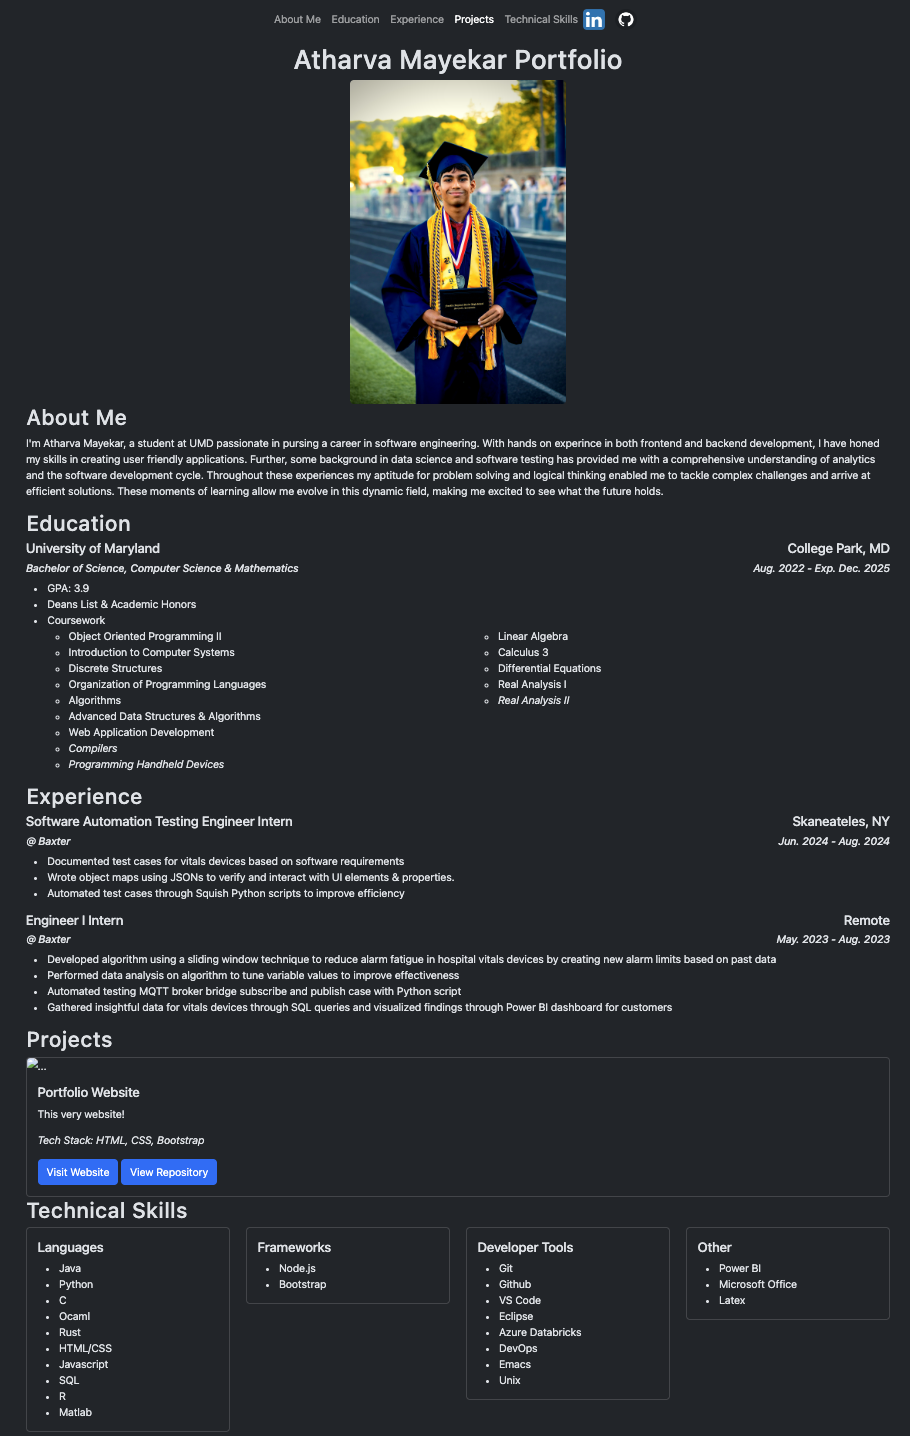 About Me Education Experience Projects Technical Skills in
Atharva Mayekar Portfolio
About Me
I'm Atharva Mayekar, a student at UMD passionate in pursing a career in software engineering. With hands on experince in both frontend and backend development, I have honed
my skills in creating user friendly applications. Further, some background in data science and software testing has provided me with a comprehensive understanding of analytics
and the software development cycle. Throughout these experiences my aptitude for problem solving and logical thinking enabled me to tackle complex challenges and arrive at
efficient solutions. These moments of learning allow me evolve in this dynamic field, making me excited to see what the future holds.
Education
University of Maryland College Park, MD
Bachelor of Science, Computer Science & Mathematics Aug. 2022 - Exp. Dec. 2025
• GPA: 3.9
• Deans List & Academic Honors
• Coursework
◦ Object Oriented Programming II
◦ Introduction to Computer Systems
◦ Discrete Structures
◦ Organization of Programming Languages
◦ Algorithms
◦ Advanced Data Structures & Algorithms
◦ Web Application Development
◦ Compilers
◦ Programming Handheld Devices
◦ Linear Algebra
◦ Calculus 3
◦ Differential Equations
◦ Real Analysis I
◦ Real Analysis II
Experience
Software Automation Testing Engineer Intern Skaneateles, NY
@ Baxter Jun. 2024 - Aug. 2024
• Documented test cases for vitals devices based on software requirements
• Wrote object maps using JSONs to verify and interact with UI elements & properties.
• Automated test cases through Squish Python scripts to improve efficiency
Engineer I Intern Remote
@ Baxter May. 2023 - Aug. 2023
• Developed algorithm using a sliding window technique to reduce alarm fatigue in hospital vitals devices by creating new alarm limits based on past data
• Performed data analysis on algorithm to tune variable values to improve effectiveness
• Automated testing MQTT broker bridge subscribe and publish case with Python script
• Gathered insightful data for vitals devices through SQL queries and visualized findings through Power BI dashboard for customers
Projects
...
Portfolio Website
This very website!
Tech Stack: HTML, CSS, Bootstrap
Visit Website View Repository
Technical Skills
Languages
• Java
• Python
• C
• Ocaml
• Rust
• HTML/CSS
• Javascript
• SQL
• R
• Matlab
Frameworks
• Node.js
• Bootstrap
Developer Tools
• Git
• Github
• VS Code
• Eclipse
• Azure Databricks
• DevOps
• Emacs
• Unix
Other
• Power BI
• Microsoft Office
• Latex